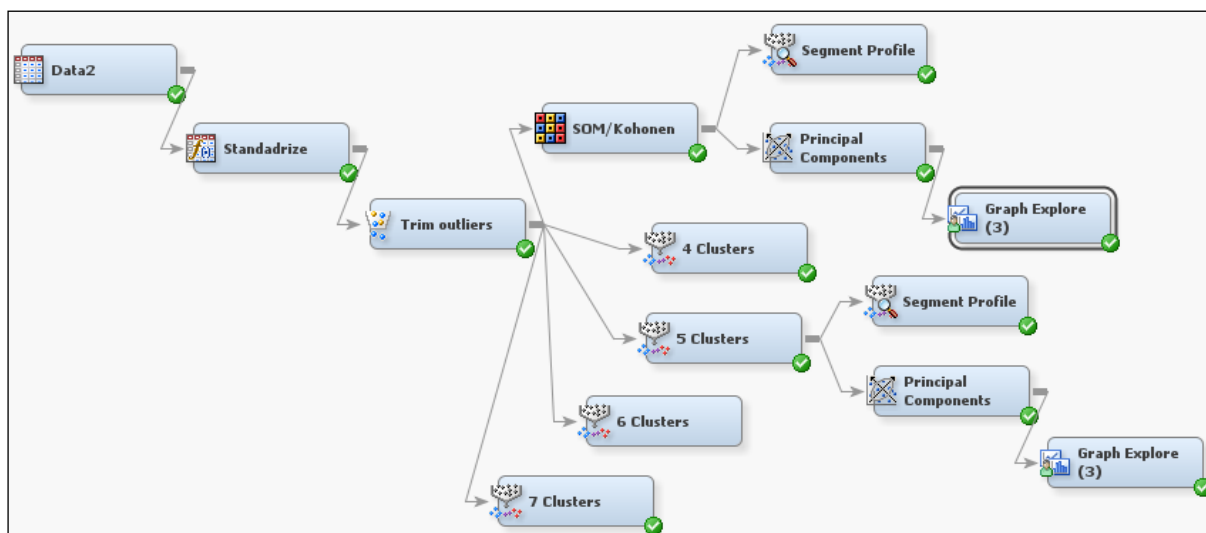 Data2
Standadrize
Trim outliers
SOM/Kohonen
Segment Profile
Principal
Components
Graph Explore
(3)
4 Clusters
5 Clusters
Segment Profile
Principal
Components
Graph Explore
(3)
6 Clusters
7 Clusters